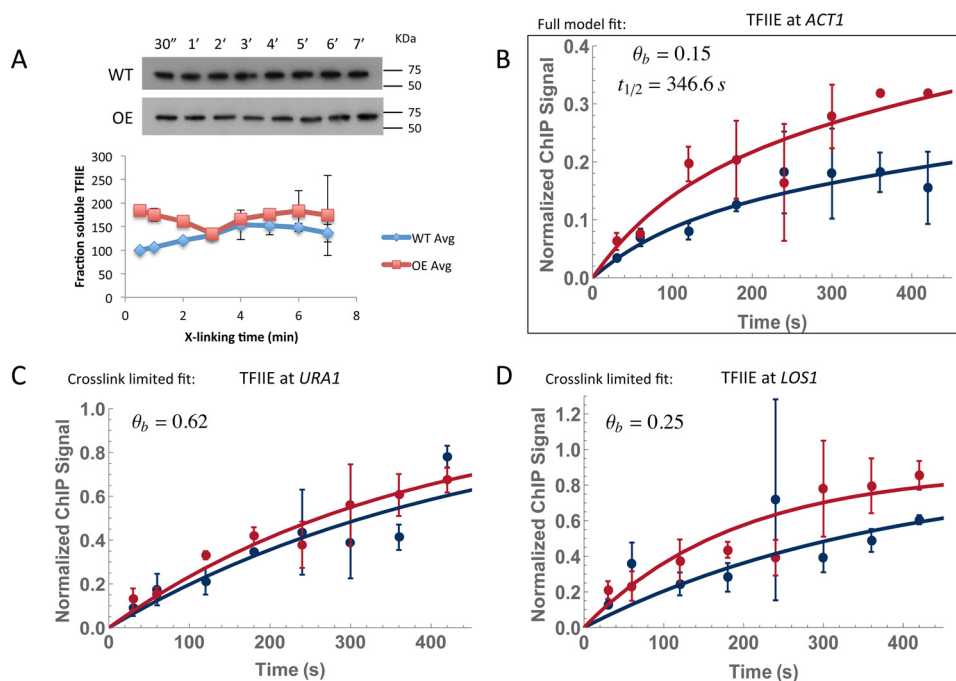 A
30” 1’ 2‘ 3’ 4’ 5’ 6’ 7’ KDa
WT
75
50
OE
75
50
Fraction soluble TFIIE
300
250
200
150
100
50
0
0 2 4 6 8
X-linking time (min)
WT Avg
OE Avg
B
Full model fit: TFIIE at ACT1
θb = 0.15
t1/2 = 346.6 s
Normalized ChIP Signal
0.4
0.3
0.2
0.1
0.0
0 100 200 300 400
Time (s)
C
Crosslink limited fit: TFIIE at URA1
θb = 0.62
Normalized ChIP Signal
1.0
0.8
0.6
0.4
0.2
0.0
0 100 200 300 400
Time (s)
D
Crosslink limited fit: TFIIE at LOS1
θb = 0.25
Normalized ChIP Signal
1.2
1.0
0.8
0.6
0.4
0.2
0.0
0 100 200 300 400
Time (s)